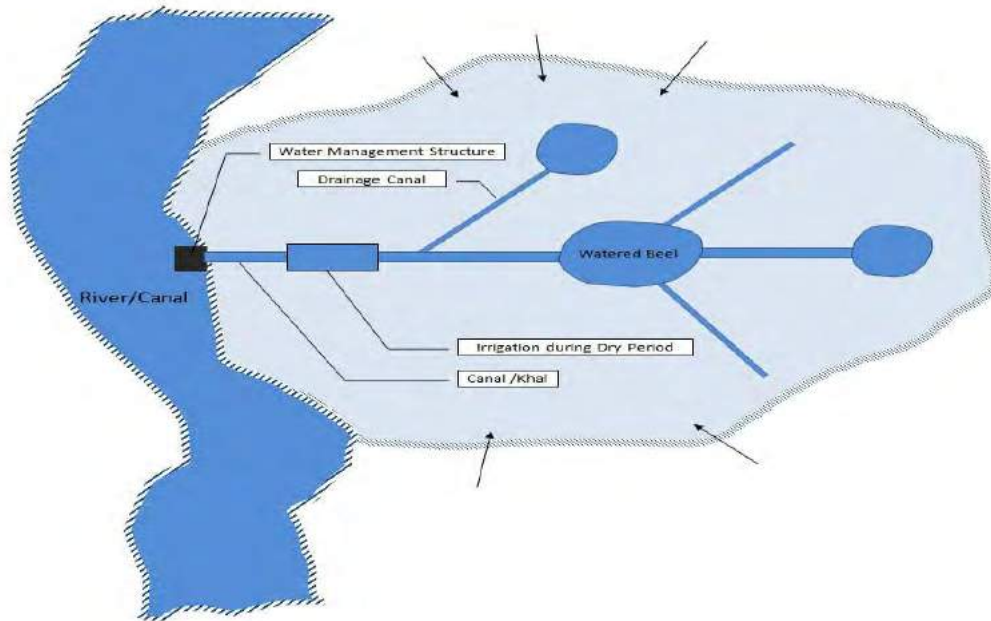 Water Management Structure
Drainage Canal
Watered Beel
River/Canal
Irrigation during Dry Period
Canal /Khal